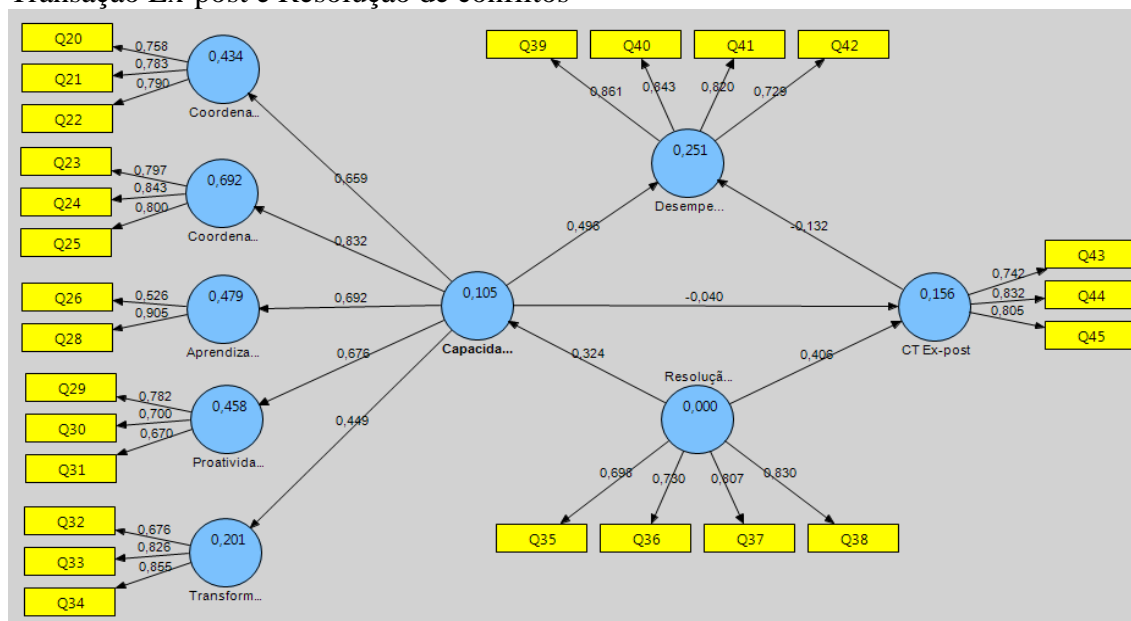 Transação Ex-post e Resolução de conflitos
Q20
Q21
Q22
0,758
0,783
0,790
0,434
Coordena...
Q23
Q24
Q25
0,797
0,843
0,800
0,692
Coordena...
Q26
Q28
0,526
0,905
0,479
Aprendiza...
Q29
Q30
Q31
0,782
0,700
0,670
0,458
Proativida...
Q32
Q33
Q34
0,676
0,826
0,855
0,201
Transform...
0,659
0,832
0,692
0,676
0,449
0,105
Capacida...
Q39
Q40
Q41
Q42
0,861
0,843
0,820
0,729
0,251
Desempe...
0,496
-0,132
-0,040
0,324
0,406
Resoluçã...
0,000
0,698
0,730
0,807
0,830
Q35
Q36
Q37
Q38
0,156
CT Ex-post
0,742
0,832
0,805
Q43
Q44
Q45